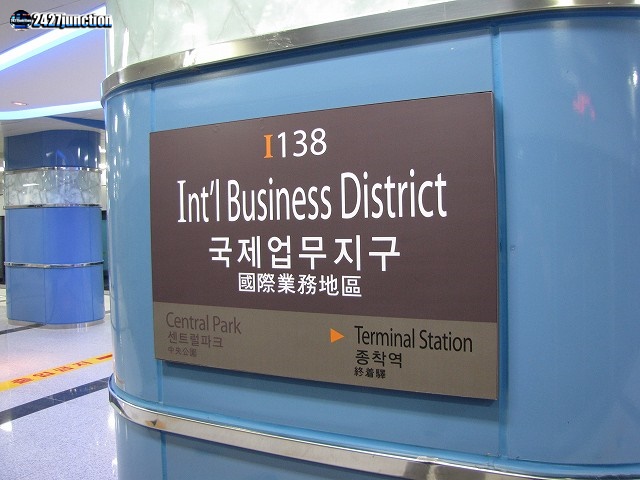 2427junction
I138
Int'l Business District
국제업무지구
國際業務地區
Central Park
센트럴파크
中央公園
Terminal Station
종착역
終着驛